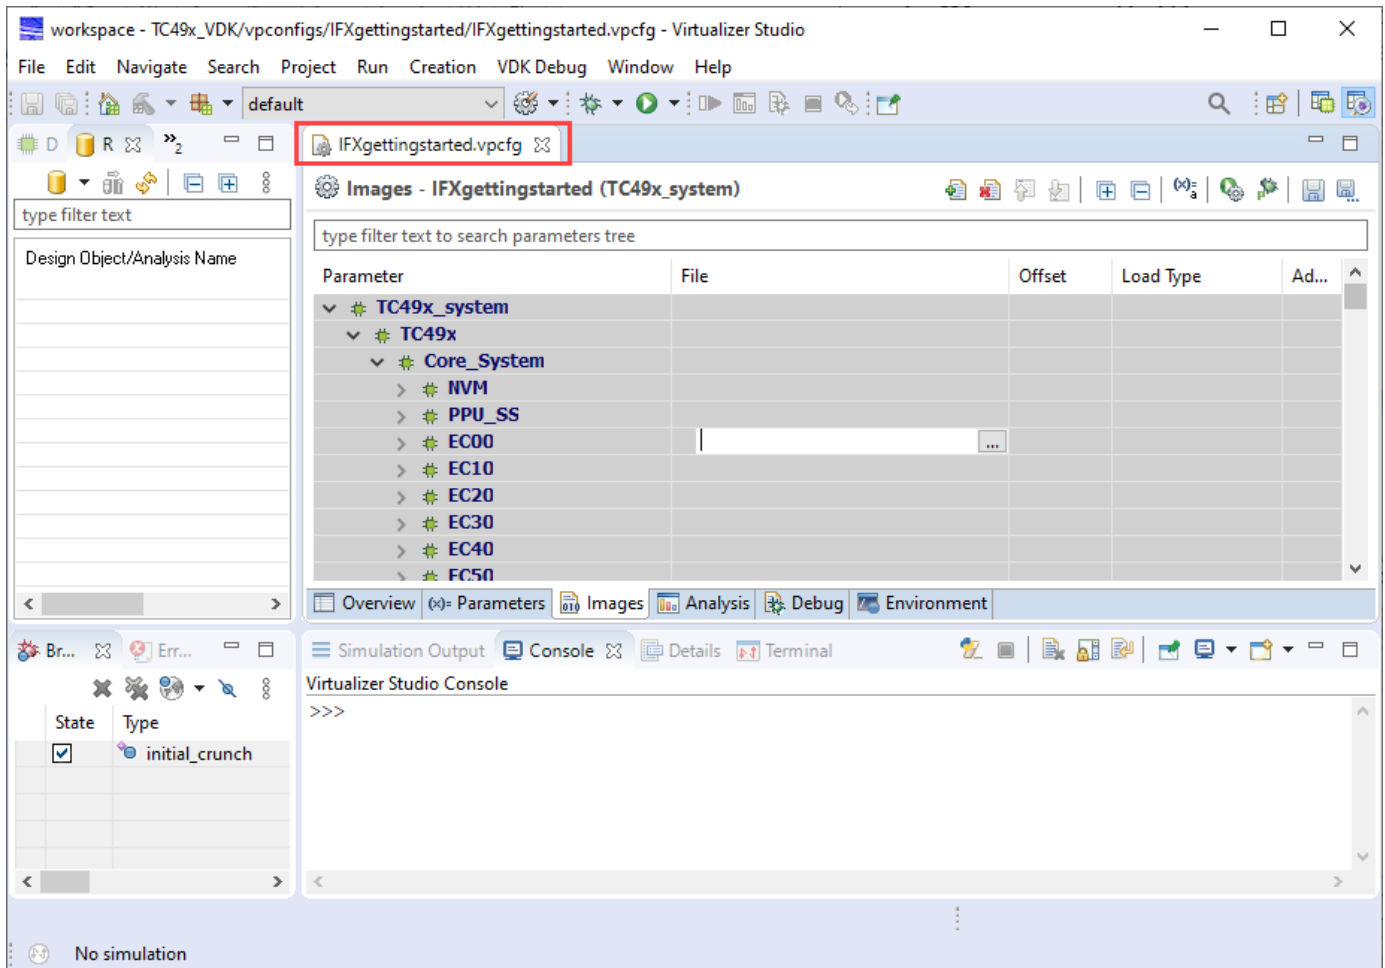 workspace - TC49x_VDK/vpconfigs/IFXgettingstarted/IFXgettingstarted.vpcfg - Virtualizer Studio
File Edit Navigate Search Project Run Creation VDK Debug Window Help
default
D R »2
IFXgettingstarted.vpcfg
Images - IFXgettingstarted (TC49x_system)
type filter text
type filter text to search parameters tree
Design Object/Analysis Name
Parameter File Offset Load Type Ad...
TC49x_system
TC49x
Core_System
NVM
PPU_SS
EC00 ...
EC10
EC20
EC30
EC40
EC50
Overview (x)= Parameters Images Analysis Debug Environment
Br... Err...
Simulation Output Console Details Terminal
Virtualizer Studio Console
>>>
State Type
initial_crunch
No simulation